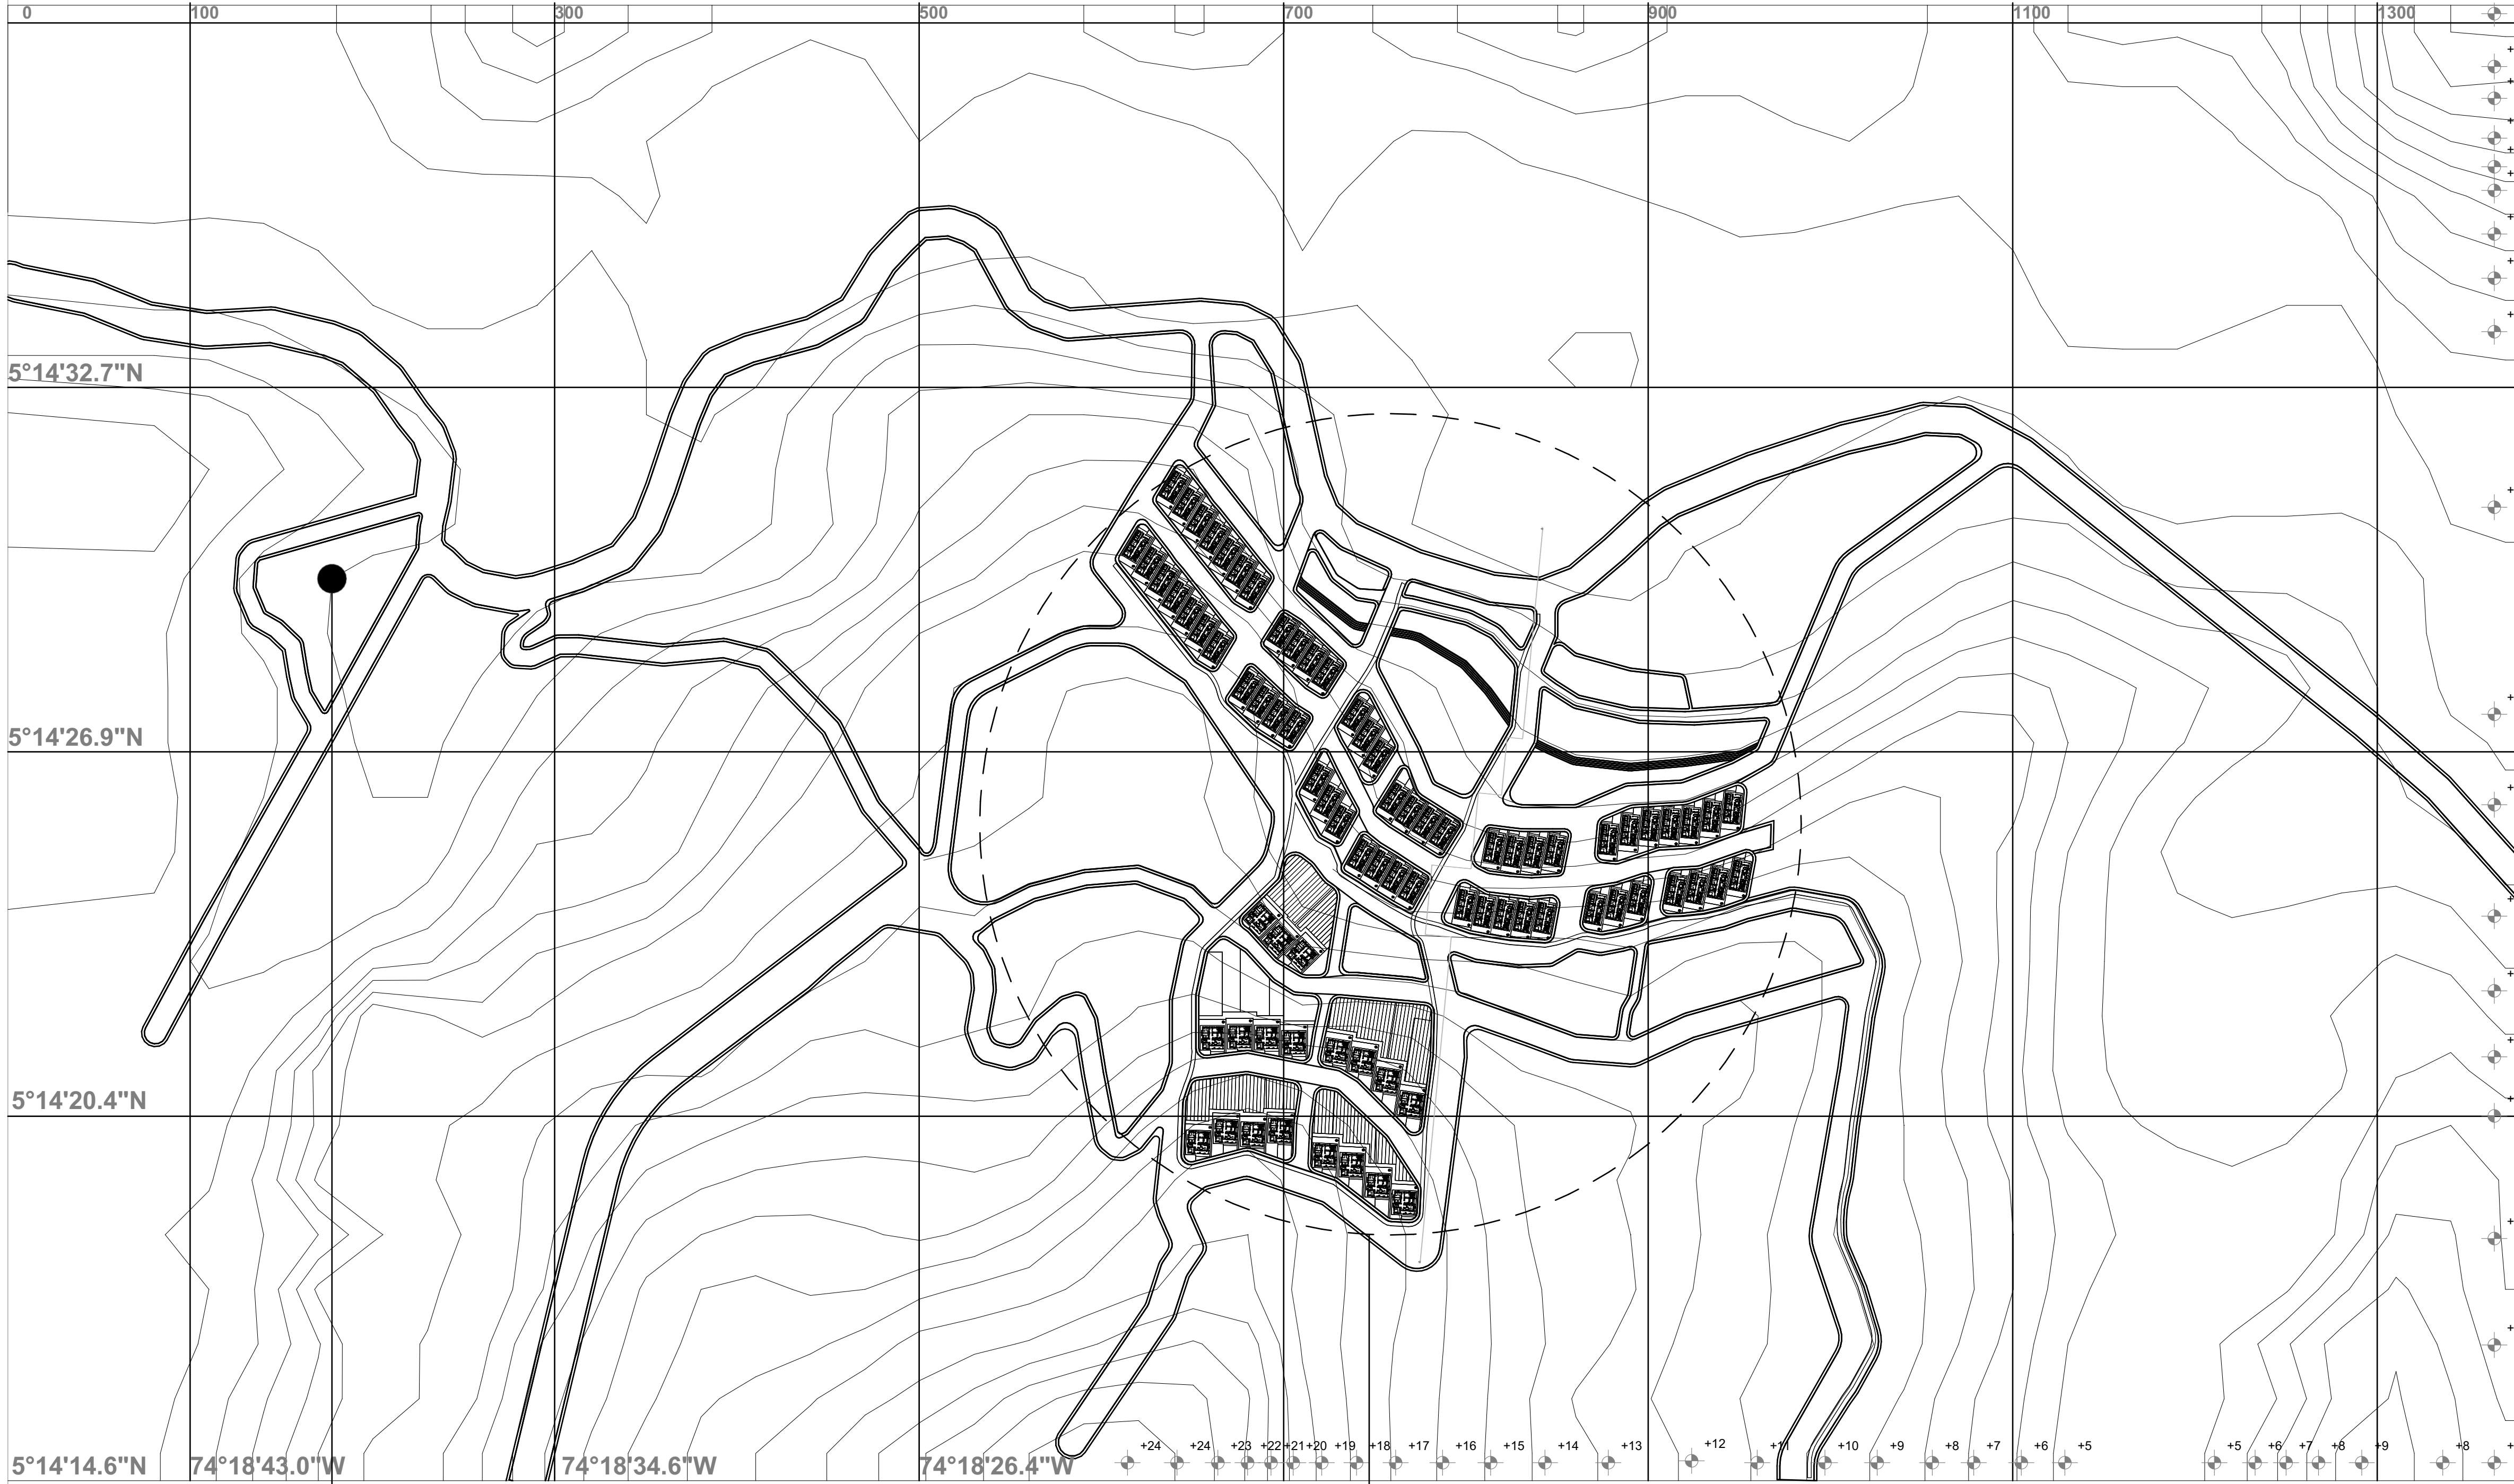 0 100 300 500 700 900 1100 1300
5°14'32.7"N
5°14'26.9"N
5°14'20.4"N
5°14'14.6"N 74°18'43.0"W 74°18'34.6"W 74°18'26.4"W +24 +24 +23 +22 +21 +20 +19 +18 +17 +16 +15 +14 +13 +12 +11 +10 +9 +8 +7 +6 +5 +5 +6 +7 +8 +9 +8